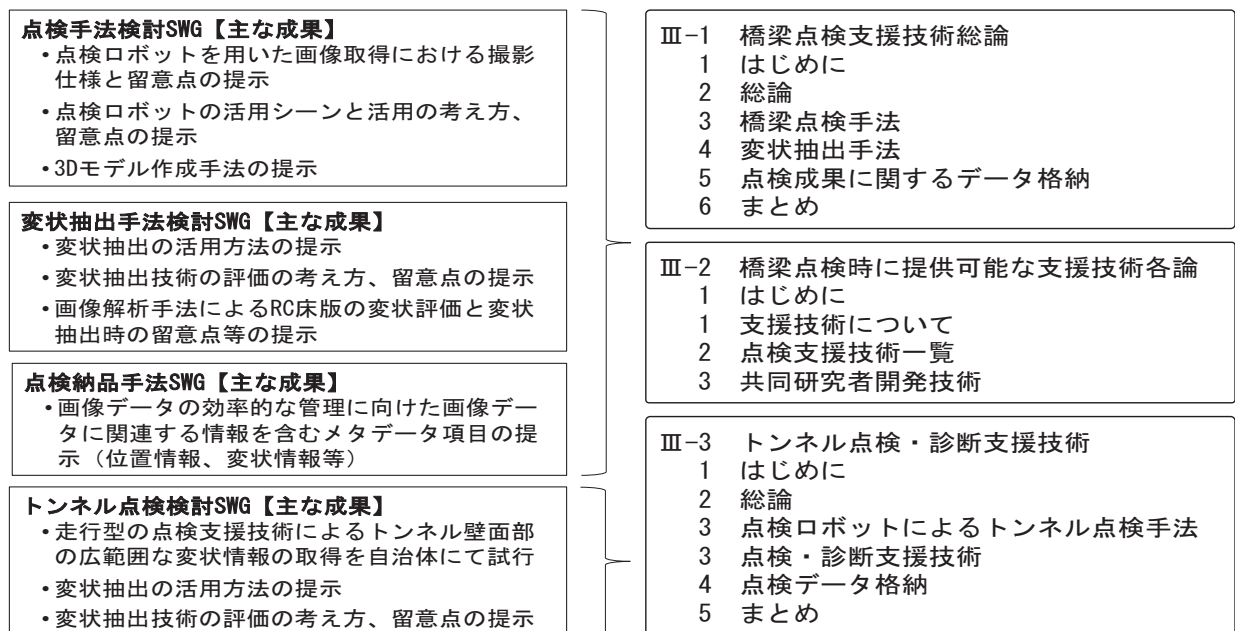 点検手法検討SWG【主な成果】
・点検ロボットを用いた画像取得における撮影
仕様と留意点の提示
・点検ロボットの活用シーンと活用の考え方、
留意点の提示
・3Dモデル作成手法の提示
変状抽出手法検討SWG【主な成果】
・変状抽出の活用方法の提示
・変状抽出技術の評価の考え方、留意点の提示
・画像解析手法によるRC床版の変状評価と変状
抽出時の留意点等の提示
点検納品手法SWG【主な成果】
・画像データの効率的な管理に向けた画像デー
タに関連する情報を含むメタデータ項目の提
示（位置情報、変状情報等）
トンネル点検検討SWG【主な成果】
・走行型の点検支援技術によるトンネル壁面部
の広範囲な変状情報の取得を自治体にて試行
・変状抽出の活用方法の提示
・変状抽出技術の評価の考え方、留意点の提示
Ⅲ-1 橋梁点検支援技術総論
1 はじめに
2 総論
3 橋梁点検手法
4 変状抽出手法
5 点検成果に関するデータ格納
6 まとめ
Ⅲ-2 橋梁点検時に提供可能な支援技術各論
1 はじめに
1 支援技術について
2 点検支援技術一覧
3 共同研究者開発技術
Ⅲ-3 トンネル点検・診断支援技術
1 はじめに
2 総論
3 点検ロボットによるトンネル点検手法
3 点検・診断支援技術
4 点検データ格納
5 まとめ